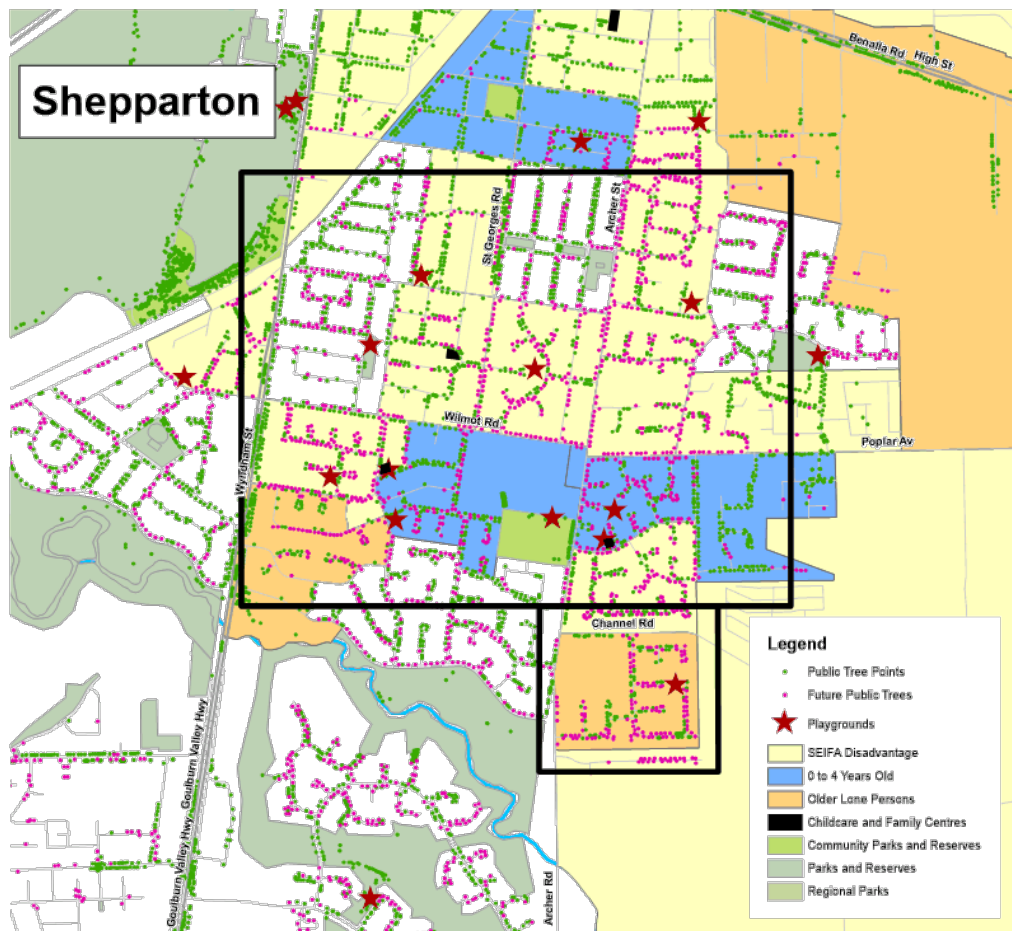 Shepparton
Benalla Rd High St
St Georges Rd
Archer St
Wilmot Rd
Wyndham St
Poplar Av
Channel Rd
Goulburn Valley Hwy
Goulburn Valley Hwy
Archer Rd
Legend
Public Tree Points
Future Public Trees
Playgrounds
SEIFA Disadvantage
0 to 4 Years Old
Older Lone Persons
Childcare and Family Centres
Community Parks and Reserves
Parks and Reserves
Regional Parks